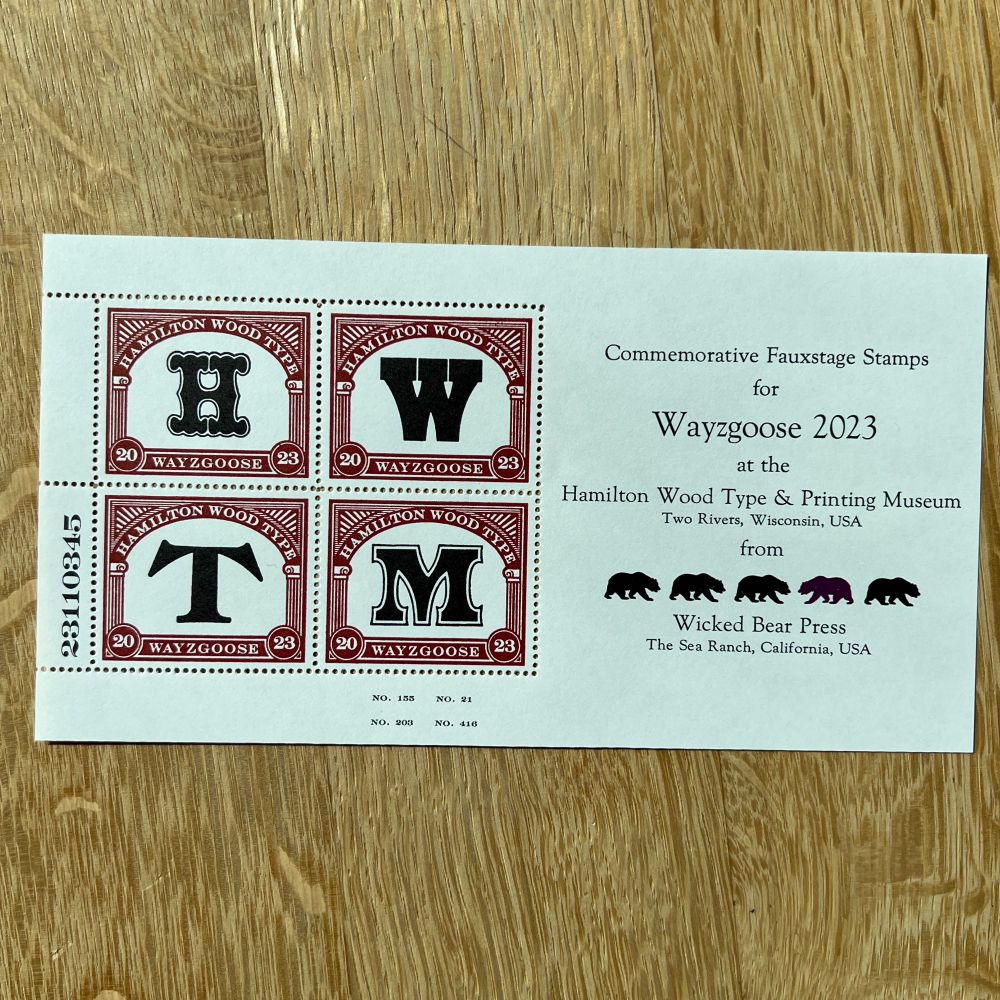 HAMILTON WOOD TYPE
H
20 WAYZGOOSE 23
HAMILTON WOOD TYPE
W
20 WAYZGOOSE 23
HAMILTON WOOD TYPE
T
20 WAYZGOOSE 23
HAMILTON WOOD TYPE
M
20 WAYZGOOSE 23
23110345
NO. 155 NO. 21
NO. 203 NO. 416
Commemorative Fauxstage Stamps
for
Wayzgoose 2023
at the
Hamilton Wood Type & Printing Museum
Two Rivers, Wisconsin, USA
from
Wicked Bear Press
The Sea Ranch, California, USA